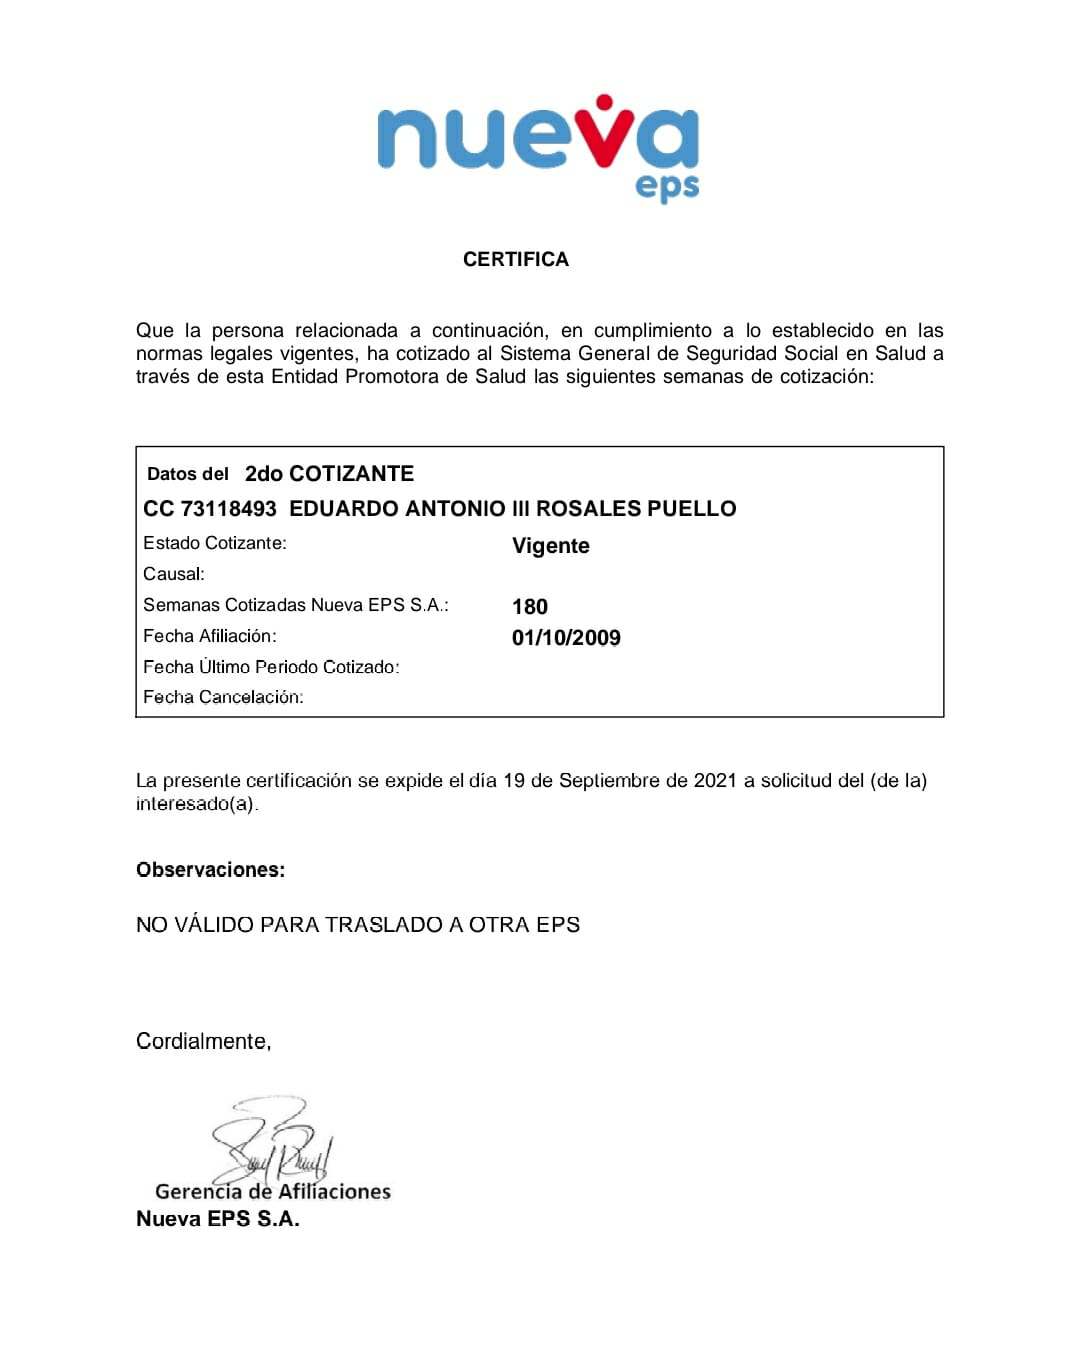 nueva
eps
CERTIFICA
Que la persona relacionada a continuación, en cumplimiento a lo establecido en las
normas legales vigentes, ha cotizado al Sistema General de Seguridad Social en Salud a
través de esta Entidad Promotora de Salud las siguientes semanas de cotización:
Datos del 2do COTIZANTE
CC 73118493 EDUARDO ANTONIO III ROSALES PUELLO
Estado Cotizante: Vigente
Causal:
Semanas Cotizadas Nueva EPS S.A.: 180
Fecha Afiliación: 01/10/2009
Fecha Último Periodo Cotizado:
Fecha Cancelación:
La presente certificación se expide el día 19 de Septiembre de 2021 a solicitud del (de la)
interesado(a).
Observaciones:
NO VÁLIDO PARA TRASLADO A OTRA EPS
Cordialmente,
Gerencia de Afiliaciones
Nueva EPS S.A.